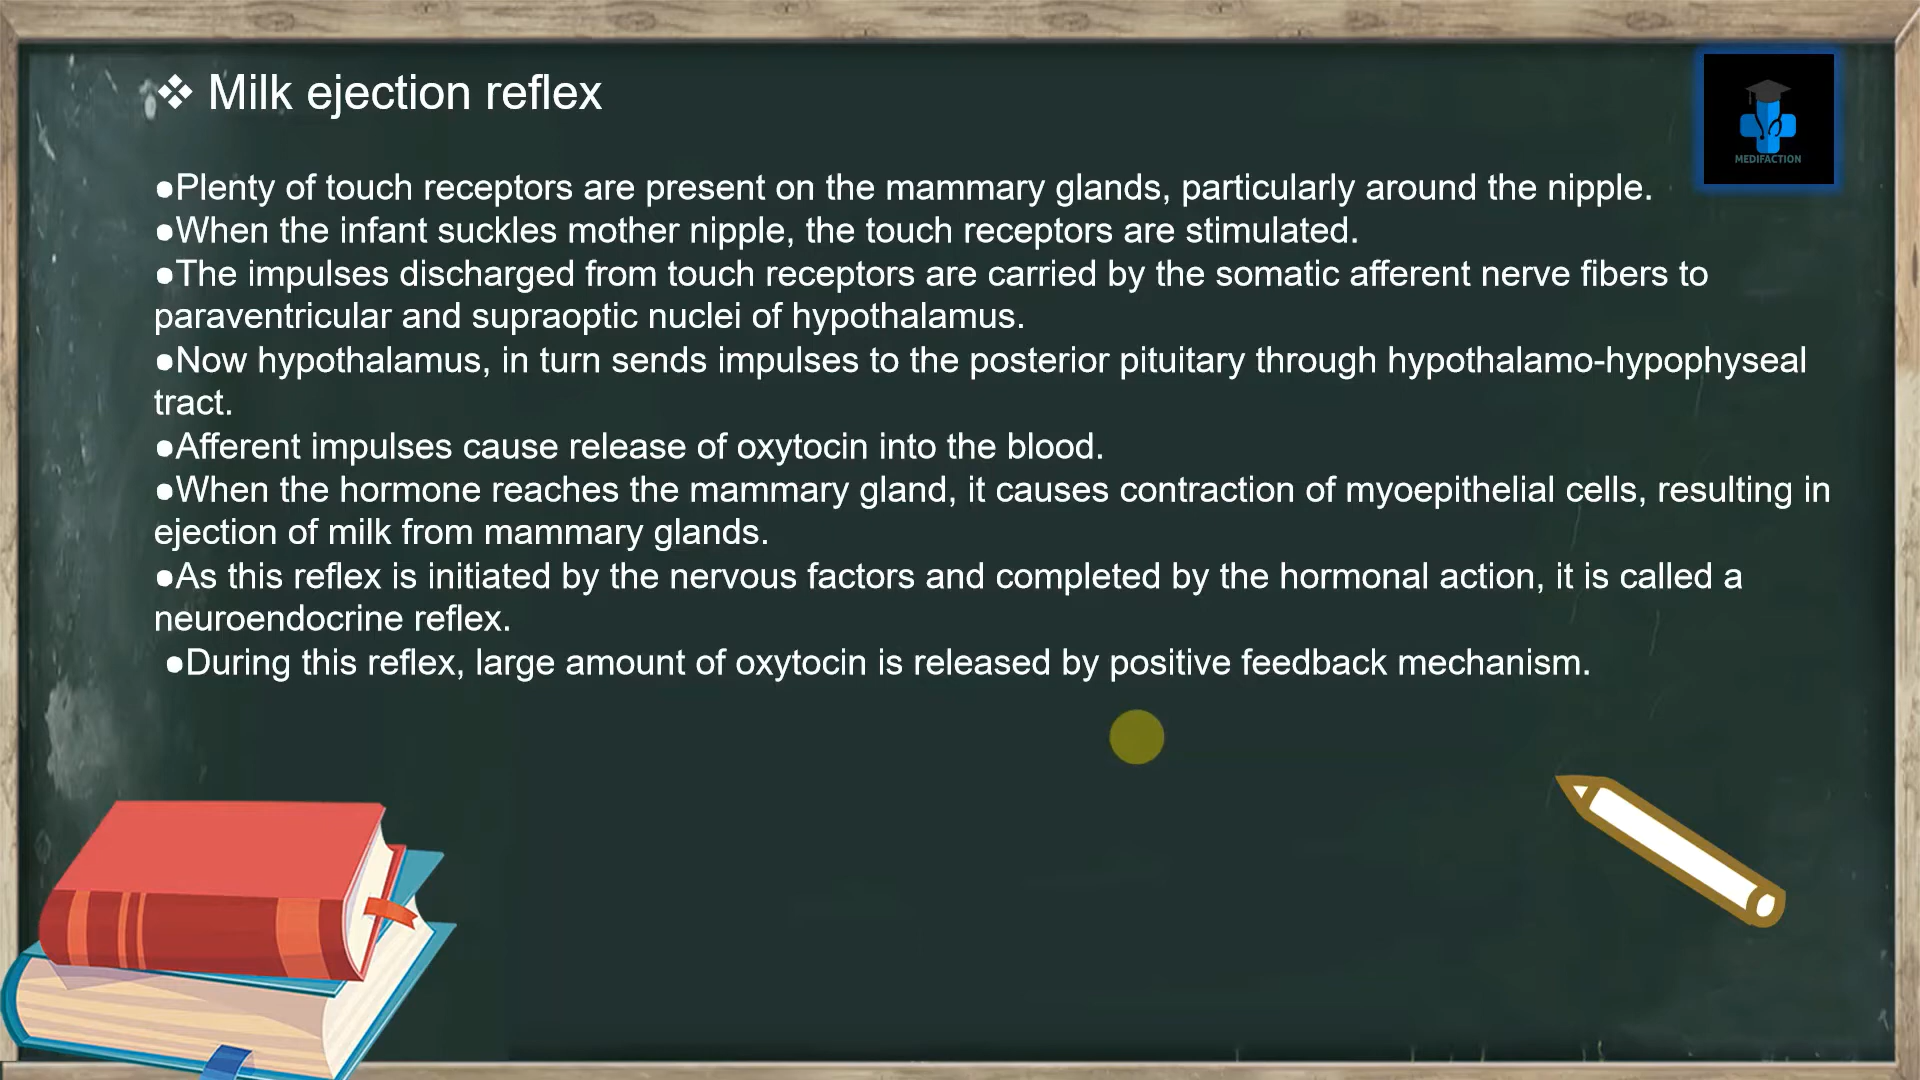 ❖ Milk ejection reflex
MEDIFACTION
●Plenty of touch receptors are present on the mammary glands, particularly around the nipple.
●When the infant suckles mother nipple, the touch receptors are stimulated.
●The impulses discharged from touch receptors are carried by the somatic afferent nerve fibers to
paraventricular and supraoptic nuclei of hypothalamus.
●Now hypothalamus, in turn sends impulses to the posterior pituitary through hypothalamo-hypophyseal
tract.
●Afferent impulses cause release of oxytocin into the blood.
●When the hormone reaches the mammary gland, it causes contraction of myoepithelial cells, resulting in
ejection of milk from mammary glands.
●As this reflex is initiated by the nervous factors and completed by the hormonal action, it is called a
neuroendocrine reflex.
●During this reflex, large amount of oxytocin is released by positive feedback mechanism.